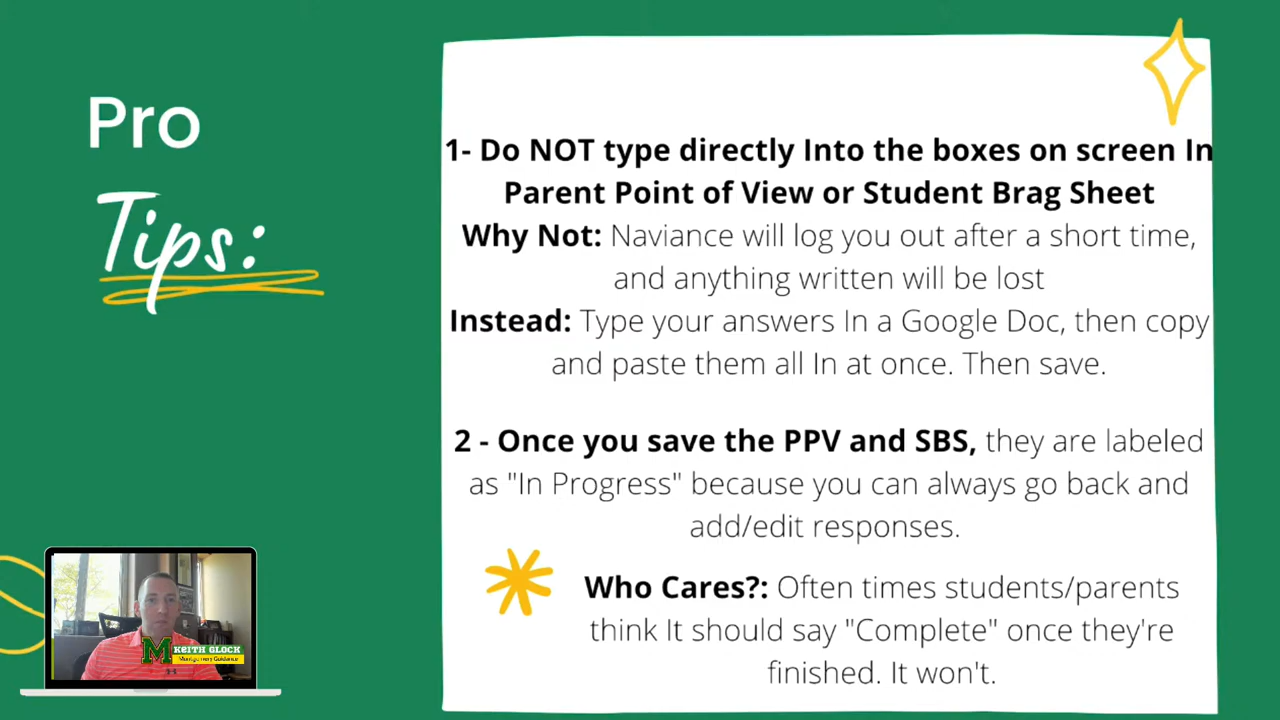 Pro
Tips:
1- Do NOT type directly Into the boxes on screen In
Parent Point of View or Student Brag Sheet
Why Not: Naviance will log you out after a short time,
and anything written will be lost
Instead: Type your answers In a Google Doc, then copy
and paste them all In at once. Then save.
2 - Once you save the PPV and SBS, they are labeled
as "In Progress" because you can always go back and
add/edit responses.
Who Cares?: Often times students/parents
think It should say "Complete" once they're
finished. It won't.
M
KEITH GLOCK
Montgomery Guidance